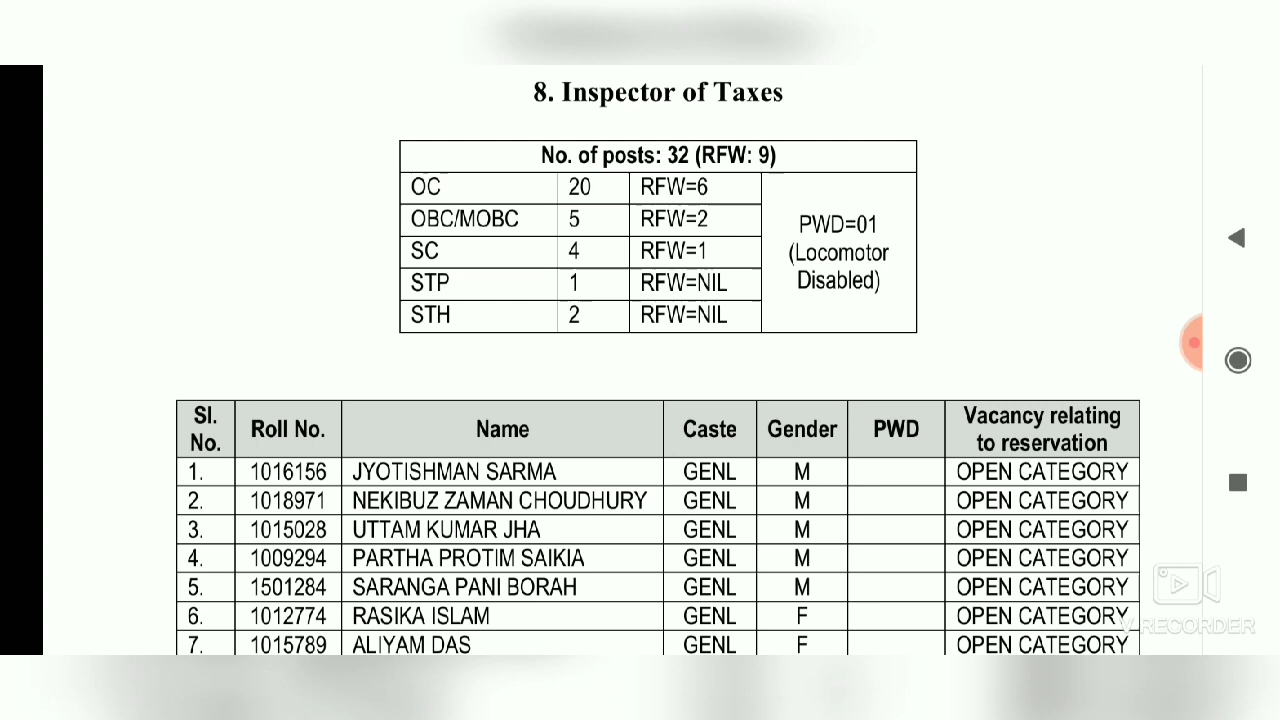 8. Inspector of Taxes
No. of posts: 32 (RFW: 9)
OC 20 RFW=6
OBC/MOBC 5 RFW=2
SC 4 RFW=1
STP 1 RFW=NIL
STH 2 RFW=NIL
PWD=01
(Locomotor
Disabled)
Sl. No. Roll No. Name Caste Gender PWD Vacancy relating to reservation
1. 1016156 JYOTISHMAN SARMA GENL M OPEN CATEGORY
2. 1018971 NEKIBUZ ZAMAN CHOUDHURY GENL M OPEN CATEGORY
3. 1015028 UTTAM KUMAR JHA GENL M OPEN CATEGORY
4. 1009294 PARTHA PROTIM SAIKIA GENL M OPEN CATEGORY
5. 1501284 SARANGA PANI BORAH GENL M OPEN CATEGORY
6. 1012774 RASIKA ISLAM GENL F OPEN CATEGORY
7. 1015789 ALIYAM DAS GENL F OPEN CATEGORY
V RECORDER